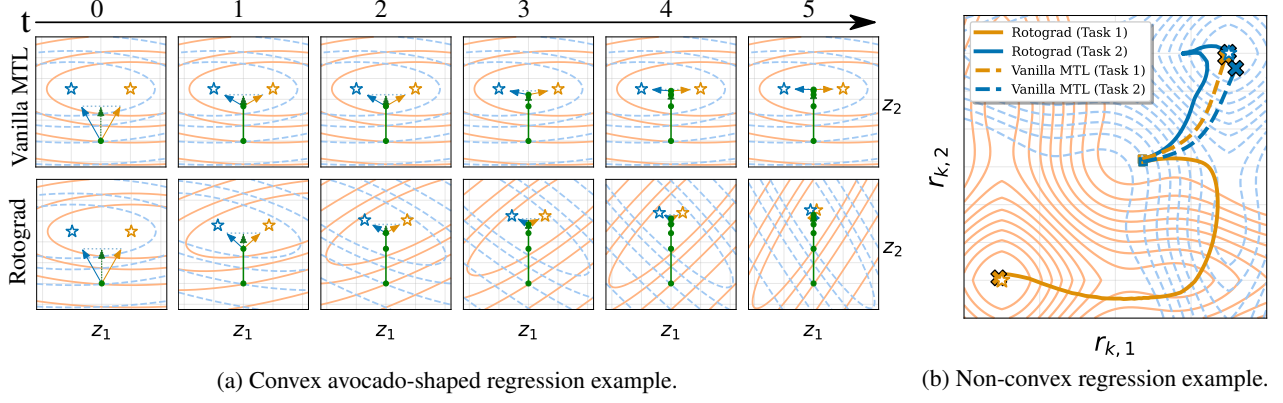 t 0 1 2 3 4 5
Vanilla MTL
z₂
Rotograd
z₂
z₁ z₁ z₁ z₁ z₁ z₁
(a) Convex avocado-shaped regression example.
Rotograd (Task 1)
Rotograd (Task 2)
Vanilla MTL (Task 1)
Vanilla MTL (Task 2)
r_{k, 2}
r_{k, 1}
(b) Non-convex regression example.